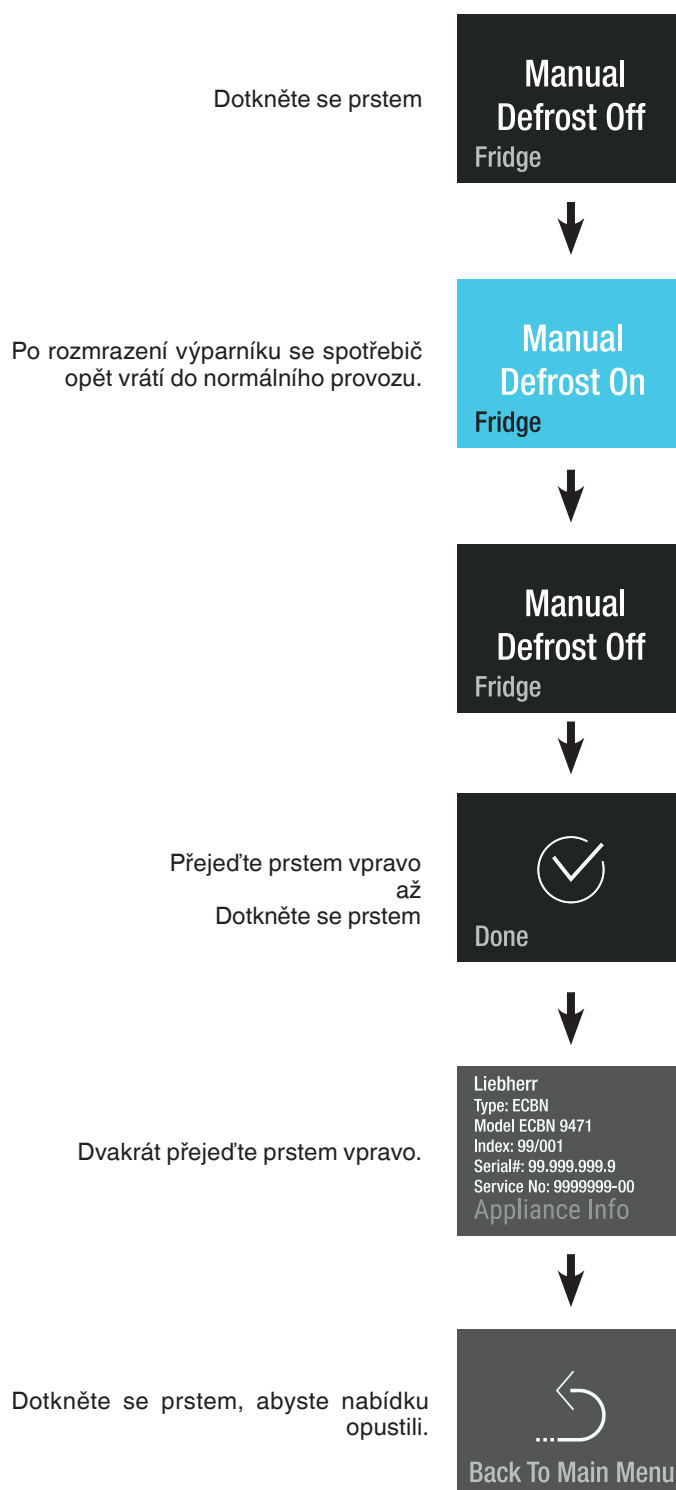 Dotkněte se prstem
Manual
Defrost Off
Fridge
Po rozmrazení výparníku se spotřebič
opět vrátí do normálního provozu.
Manual
Defrost On
Fridge
Manual
Defrost Off
Fridge
Přejeďte prstem vpravo
až
Dotkněte se prstem
Done
Dvakrát přejeďte prstem vpravo.
Liebherr
Type: ECBN
Model ECBN 9471
Index: 99/001
Serial#: 99.999.999.9
Service No: 9999999-00
Appliance Info
Dotkněte se prstem, abyste nabídku
opustili.
Back To Main Menu